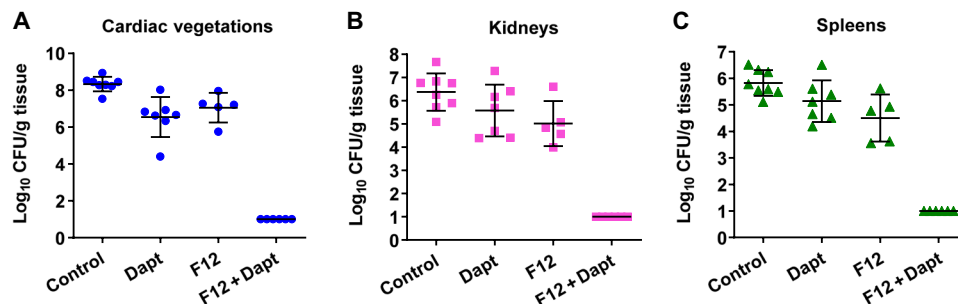 A
Cardiac vegetations
Log10 CFU/g tissue
10
8
6
4
2
0
Control
Dapt
F12
F12 + Dapt
B
Kidneys
Log10 CFU/g tissue
8
7
6
5
4
3
2
1
0
Control
Dapt
F12
F12 + Dapt
C
Spleens
Log10 CFU/g tissue
7
6
5
4
3
2
1
0
Control
Dapt
F12
F12 + Dapt